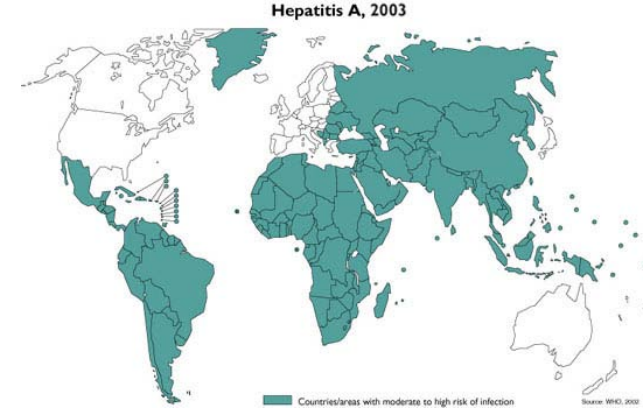 Hepatitis A, 2003
Countries/areas with moderate to high risk of infection
Source: WHO, 2002